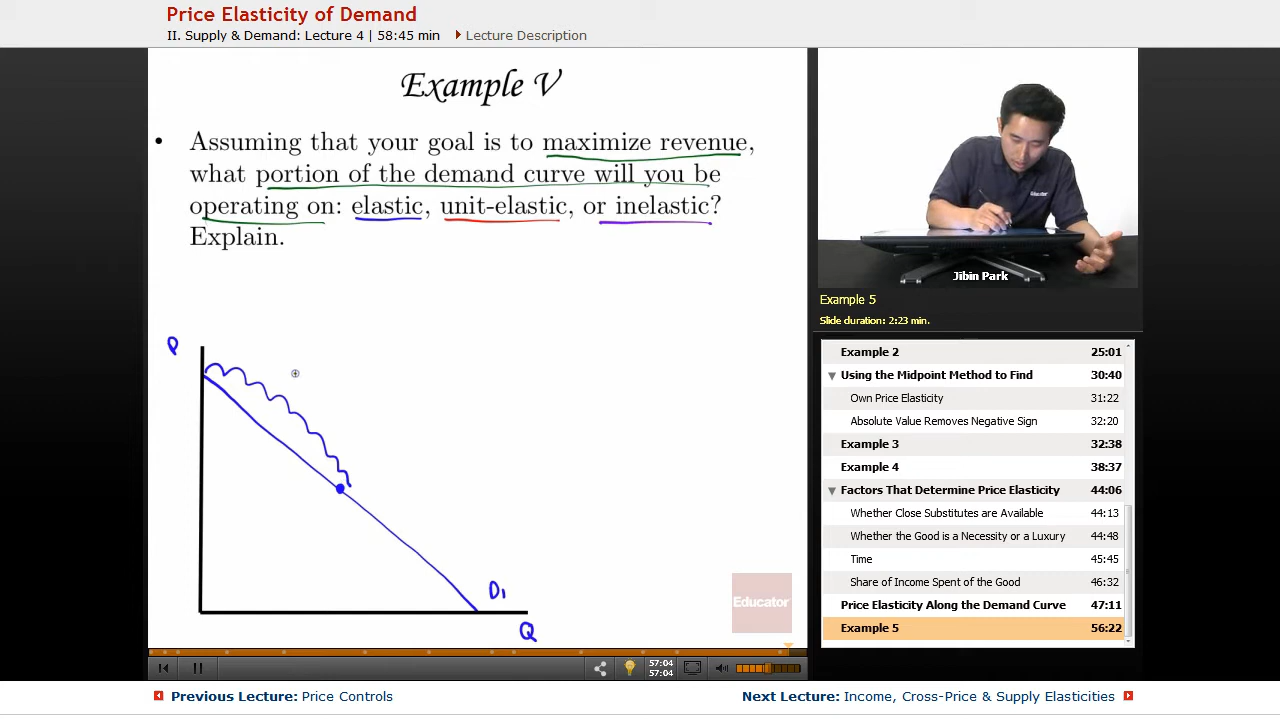 Price Elasticity of Demand
II. Supply & Demand: Lecture 4 | 58:45 min
Lecture Description
Example V
• Assuming that your goal is to maximize revenue,
what portion of the demand curve will you be
operating on: elastic, unit-elastic, or inelastic?
Explain.
P
D1
Q
Educator
Educator
Jibin Park
Example 5
Slide duration: 2:23 min.
Example 2 25:01
Using the Midpoint Method to Find 30:40
Own Price Elasticity 31:22
Absolute Value Removes Negative Sign 32:20
Example 3 32:38
Example 4 38:37
Factors That Determine Price Elasticity 44:06
Whether Close Substitutes are Available 44:13
Whether the Good is a Necessity or a Luxury 44:48
Time 45:45
Share of Income Spent of the Good 46:32
Price Elasticity Along the Demand Curve 47:11
Example 5 56:22
57:04
57:04
Previous Lecture: Price Controls
Next Lecture: Income, Cross-Price & Supply Elasticities